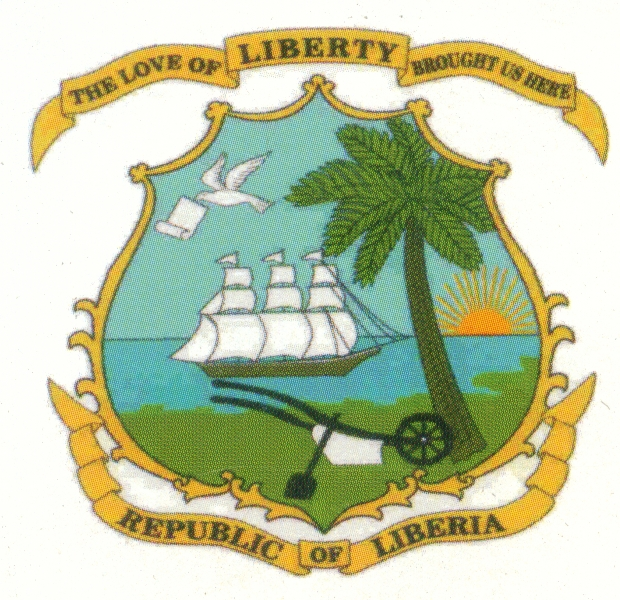 THE LOVE OF LIBERTY BROUGHT US HERE
REPUBLIC OF LIBERIA